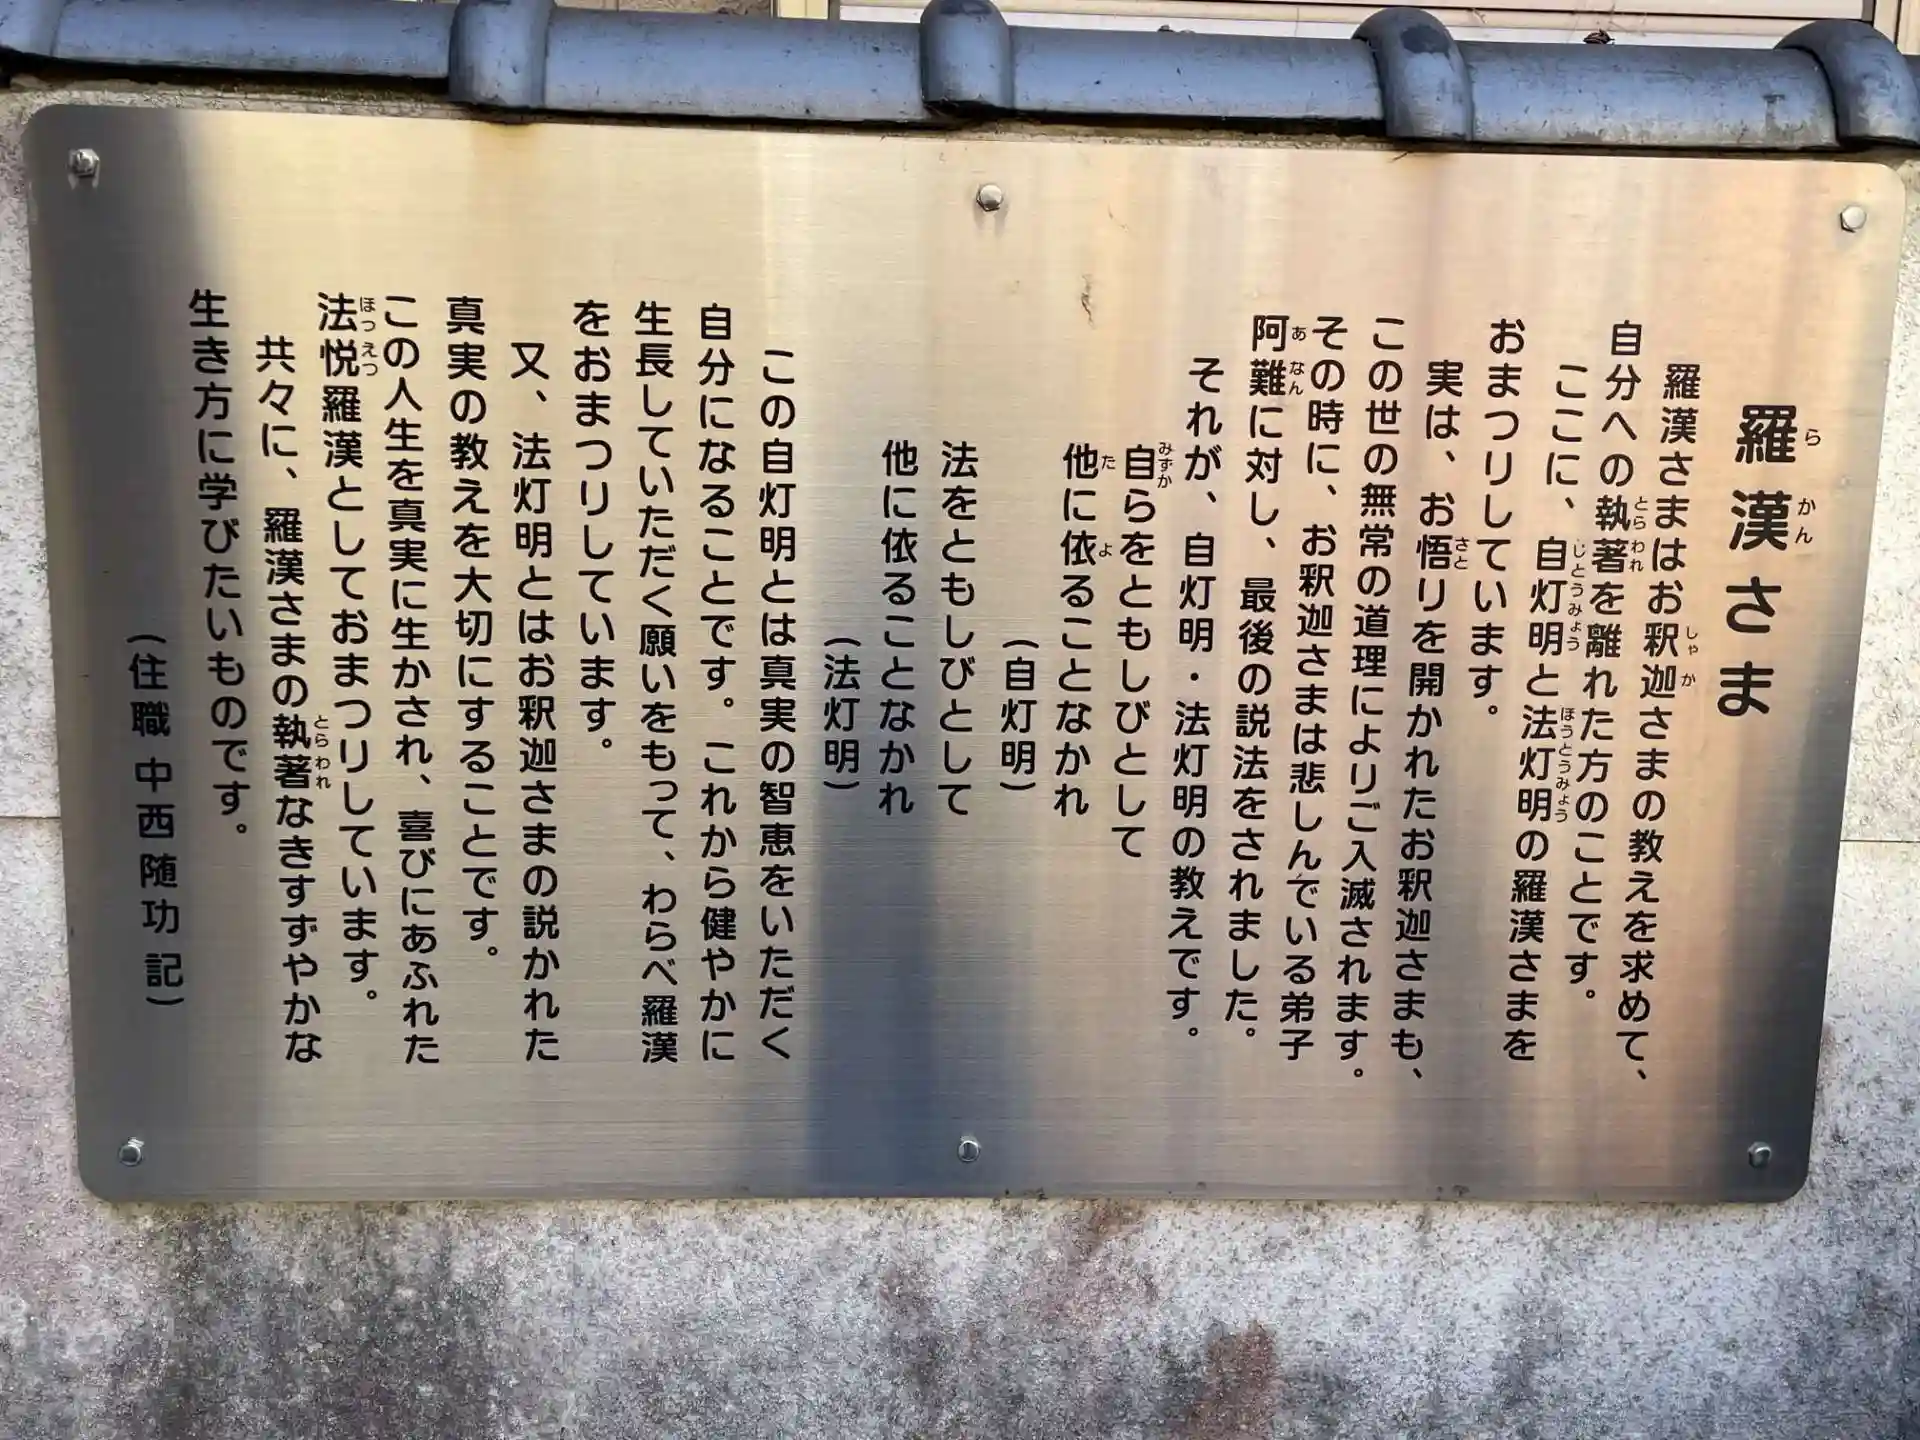 羅漢さま
羅漢さまはお釈迦さまの教えを求めて、
自分への執著を離れた方のことです。
ここに、自灯明と法灯明の羅漢さまを
おまつりしています。
実は、お悟りを開かれたお釈迦さまも、
この世の無常の道理によりご入滅されます。
その時に、お釈迦さまは悲しんでいる弟子
阿難に対し、最後の説法をされました。
それが、自灯明・法灯明の教えです。
自らをともしびとして
他に依ることなかれ
(自灯明)
法をともしびとして
他に依ることなかれ
(法灯明)
この自灯明とは真実の智恵をいただく
自分になることです。これから健やかに
生長していただく願いをもって、わらべ羅漢
をおまつりしています。
又、法灯明とはお釈迦さまの説かれた
真実の教えを大切にすることです。
この人生を真実に生かされ、喜びにあふれた
法悦羅漢としておまつりしています。
共々に、羅漢さまの執著なきすずやかな
生き方に学びたいものです。
(住職 中西随功 記)